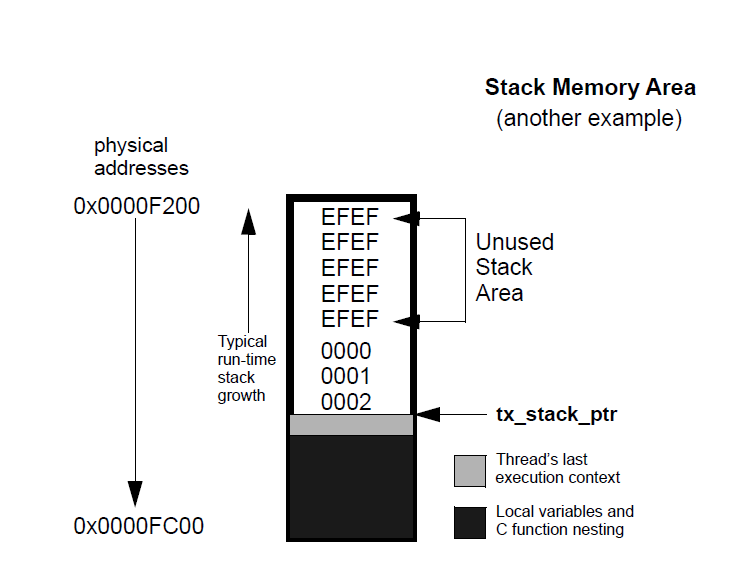 Stack Memory Area
(another example)
physical
addresses
0x0000F200
EFEF
EFEF
EFEF
EFEF
EFEF
Unused
Stack
Area
Typical
run-time
stack
growth
0000
0001
0002
tx_stack_ptr
Thread's last
execution context
Local variables and
C function nesting
0x0000FC00